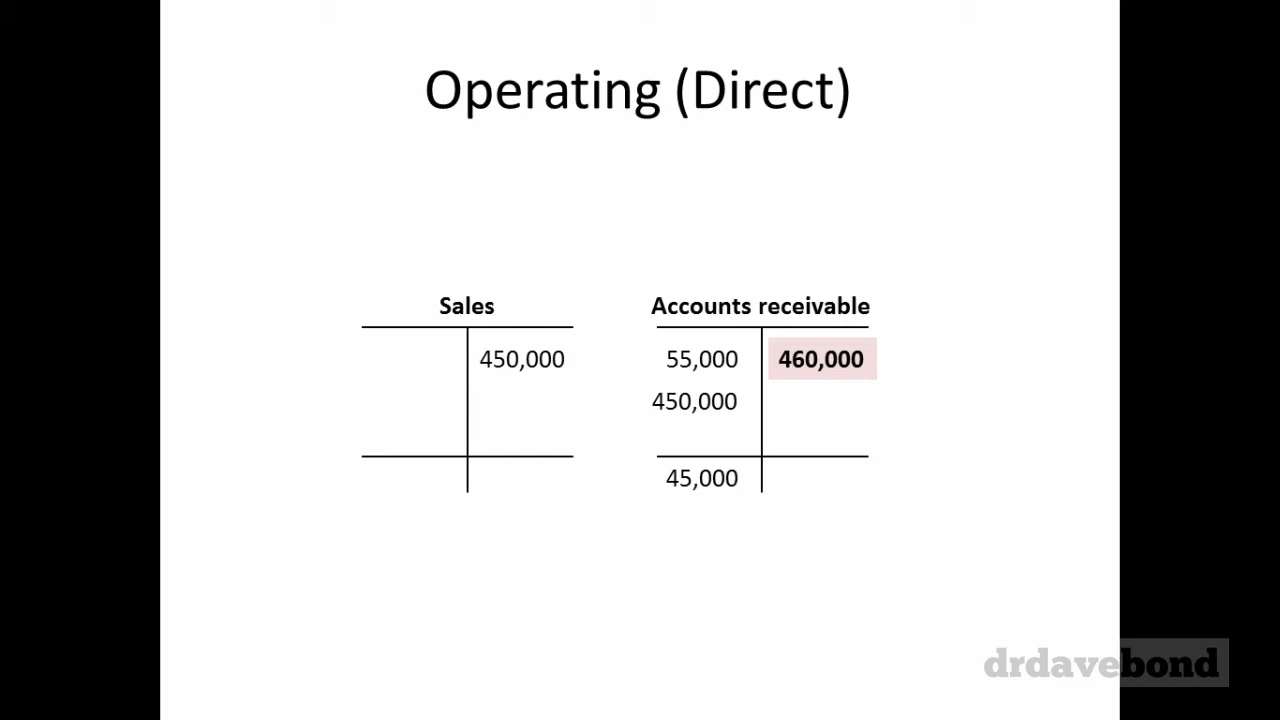 Operating (Direct)
Sales
Accounts receivable
450,000
55,000
460,000
450,000
45,000
drdavebond